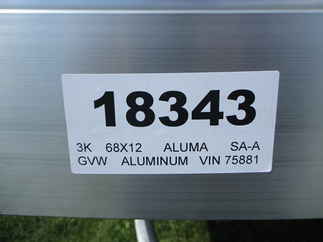 18343
3K 68X12 ALUMA SA-A
GVW ALUMINUM VIN 75881